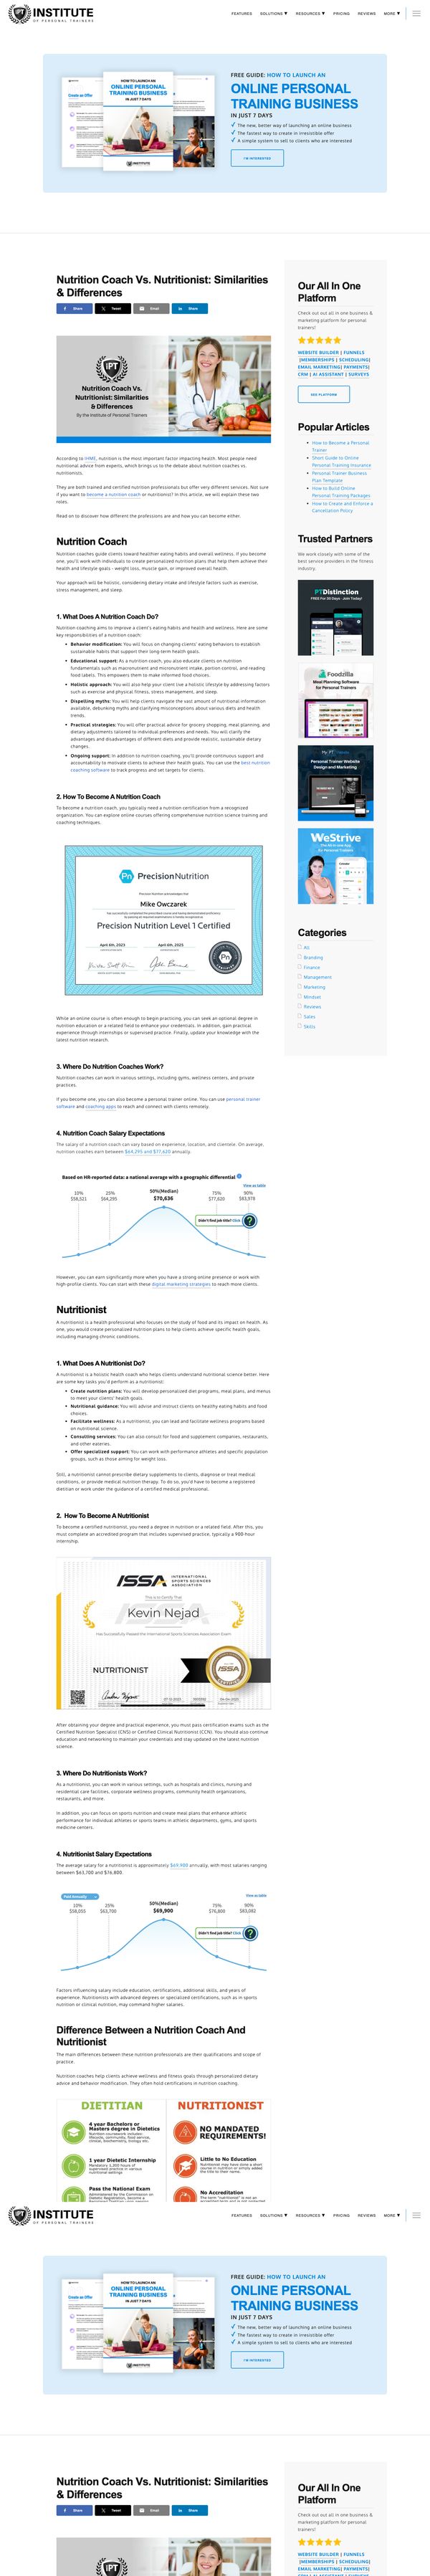 INSTITUTE
OF PERSONAL TRAINERS
FEATURES SOLUTIONS ▼ RESOURCES ▼ PRICING REVIEWS MORE ▼
HOW TO LAUNCH AN
ONLINE PERSONAL
TRAINING BUSINESS
IN JUST 7 DAYS
Create an Offer
INSTITUTE
FREE GUIDE: HOW TO LAUNCH AN
ONLINE PERSONAL
TRAINING BUSINESS
IN JUST 7 DAYS
✓ The new, better way of launching an online business
✓ The fastest way to create in irresistible offer
✓ A simple system to sell to clients who are interested
I'M INTERESTED
Nutrition Coach Vs. Nutritionist: Similarities
& Differences
Share Tweet Email Share
IPT
Nutrition Coach Vs.
Nutritionist: Similarities
& Differences
By the Institute of Personal Trainers
According to IHME, nutrition is the most important factor impacting health. Most people need
nutritional advice from experts, which is why they often turn to nutrition coaches and
nutritionists.
They are both trained and certified nutrition professionals but offer very different services. Not sure
if you want to become a nutrition coach or nutritionist? In this article, we will explain the different
roles.
Read on to discover how different the professions are and how you can become either.
Nutrition Coach
Nutrition coaches guide clients toward healthier eating habits and overall wellness. If you become
one, you'll work with individuals to create personalized nutrition plans that help them achieve their
health and lifestyle goals - weight loss, muscle gain, or improved overall health.
Your approach will be holistic, considering dietary intake and lifestyle factors such as exercise,
stress management, and sleep.
1. What Does A Nutrition Coach Do?
Nutrition coaching aims to improve a client's eating habits and health and wellness. Here are some
key responsibilities of a nutrition coach:
• Behavior modification: You will focus on changing clients' eating behaviors to establish
sustainable habits that support their long-term health goals.
• Educational support: As a nutrition coach, you also educate clients on nutrition
fundamentals such as macronutrient and micronutrient intake, portion control, and reading
food labels. This empowers them to make informed choices.
• Holistic approach: You will also help your clients improve their lifestyle by addressing factors
such as exercise and physical fitness, stress management, and sleep.
• Dispelling myths: You will help clients navigate the vast amount of nutritional information
available, debunking myths and clarifying misconceptions about various diets and health
trends.
• Practical strategies: You will offer practical advice for grocery shopping, meal planning, and
dietary adjustments tailored to individual preferences and needs. You will clarify the
advantages and disadvantages of different diets and promote realistic, sustainable dietary
changes.
• Ongoing support: In addition to nutrition coaching, you'll provide continuous support and
accountability to motivate clients to achieve their health goals. You can use the best nutrition
coaching software to track progress and set targets for clients.
2. How To Become A Nutrition Coach
To become a nutrition coach, you typically need a nutrition certification from a recognized
organization. You can explore online courses offering comprehensive nutrition science training and
coaching techniques.
Pn PrecisionNutrition
Precision Nutrition acknowledges that
Mike Owczarek
Precision Nutrition Level 1 Certified
April 6th, 2023 April 6th, 2025
While an online course is often enough to begin practicing, you can seek an optional degree in
nutrition education or a related field to enhance your credentials. In addition, gain practical
experience through internships or practicums. Finally, update your knowledge with the
latest nutrition research.
3. Where Do Nutrition Coaches Work?
Nutrition coaches can work in various settings, including gyms, wellness centers, and private
practices.
If you become one, you can also become a personal trainer online. You can use personal trainer
software and coaching apps to reach and connect with clients remotely.
4. Nutrition Coach Salary Expectations
The salary of a nutrition coach can vary based on experience, location, and clientele. On average,
nutrition coaches earn between $64,295 and $77,820 annually.
Based on HR-reported data: a national average with a geographic differential
View as table
10% 25% 50%(Median) 75% 90%
$58,521 $64,295 $70,636 $77,820 $83,978
Didn't find job title? Click ?
However, you can earn significantly more when you have a strong online presence or work with
high-profile clients. You can start with these digital marketing strategies to reach more clients.
Nutritionist
A nutritionist is a health professional who focuses on the study of food and its impact on health. As
one, you would created personalized nutrition plans to help clients achieve specific health goals,
including managing chronic conditions.
1. What Does A Nutritionist Do?
A nutritionist is a holistic health coach who helps clients understand nutritional science better. Here
are some key tasks you'd perform as a nutritionist:
• Create nutrition plans: You will develop personalized diet programs, meal plans, and menus
to meet your clients' health goals.
• Nutritional guidance: You will advise and instruct clients on healthy eating habits and food
choices.
• Facilitate wellness: As a nutritionist, you can lead and facilitate wellness programs based
on nutritional science.
• Consulting services: You can also consult for food and supplement companies, restaurants,
and other eateries.
• Offer specialized support: You can work with performance athletes and specific population
groups, such as those aiming for weight loss.
Still, a nutritionist cannot prescribe dietary supplements to clients, diagnose or treat medical
conditions, or provide medical nutrition therapy. To do so, you'd have to become a registered
dietitian or work under the guidance of a certified medical professional.
2. How To Become A Nutritionist
To become a certified nutritionist, you need a degree in nutrition or a related field. After this, you
must complete an accredited program that includes supervised practice, typically a 900-hour
internship.
ISSA INTERNATIONAL
SPORTS SCIENCES
ASSOCIATION
This is to Certify That
Kevin Nejad
Has Successfully Passed the International Sports Sciences Association Exam
NUTRITIONIST
ISSA
CERTIFIED
After obtaining your degree and practical experience, you must pass certification exams such as the
Certified Nutrition Specialist (CNS) or Certified Clinical Nutritionist (CCN). You should also continue
education and networking to maintain your credentials and stay updated on the latest nutrition
science.
3. Where Do Nutritionists Work?
As a nutritionist, you can work in various settings, such as hospitals and clinics, nursing and
residential care facilities, corporate wellness programs, community health organizations,
restaurants, and more.
In addition, you can focus on sports nutrition and create meal plans that enhance athletic
performance for individual athletes or sports teams in athletic departments, gyms, and sports
medicine centers.
4. Nutritionist Salary Expectations
The average salary for a nutritionist is approximately $69,900 annually, with most salaries ranging
between $63,700 and $76,800.
Paid Annually
View as table
10% 25% 50%(Median) 75% 90%
$58,055 $63,700 $69,900 $76,800 $83,082
Didn't find job title? Click ?
Factors influencing salary include education, certifications, additional skills, and years of
experience. Nutritionists with advanced degrees or specialized certifications, such as in sports
nutrition or clinical nutrition, may command higher salaries.
Difference Between a Nutrition Coach And
Nutritionist
The main differences between these nutrition professionals are their qualifications and scope of
practice.
Nutrition coaches help clients achieve wellness and fitness goals through personalized dietary
advice and behavior modification. They often hold certifications in nutrition coaching.
DIETITIAN NUTRITIONIST
4 year Bachelors or
Masters degree in Dietetics
NO MANDATED
REQUIREMENTS!
1 year Dietetic Internship
Little to No Education
Pass the National Exam
No Accreditation
Our All In One
Platform
Check out out all in one business &
marketing platform for personal
trainers!
WEBSITE BUILDER | FUNNELS
|MEMBERSHIPS | SCHEDULING|
EMAIL MARKETING| PAYMENTS|
CRM | AI ASSISTANT | SURVEYS
SEE PLATFORM
Popular Articles
• How to Become a Personal
Trainer
• Short Guide to Online
Personal Training Insurance
• Personal Trainer Business
Plan Template
• How to Build Online
Personal Training Packages
• How to Create and Enforce a
Cancellation Policy
Trusted Partners
We work closely with some of the
best service providers in the fitness
industry.
PTDistinction
FREE For 30 Days - Join Today!
Foodzilla
Meal Planning Software
for Personal Trainers
My PT Website
Personal Trainer Website
Design and Marketing
WeStrive
The All-in-One App
for Personal Trainers
Categories
All
Branding
Finance
Management
Marketing
Mindset
Reviews
Sales
Skills
INSTITUTE
OF PERSONAL TRAINERS
FEATURES SOLUTIONS ▼ RESOURCES ▼ PRICING REVIEWS MORE ▼
HOW TO LAUNCH AN
ONLINE PERSONAL
TRAINING BUSINESS
IN JUST 7 DAYS
Create an Offer
INSTITUTE
FREE GUIDE: HOW TO LAUNCH AN
ONLINE PERSONAL
TRAINING BUSINESS
IN JUST 7 DAYS
✓ The new, better way of launching an online business
✓ The fastest way to create in irresistible offer
✓ A simple system to sell to clients who are interested
I'M INTERESTED
Nutrition Coach Vs. Nutritionist: Similarities
& Differences
Share Tweet Email Share
IPT
Our All In One
Platform
Check out out all in one business &
marketing platform for personal
trainers!
WEBSITE BUILDER | FUNNELS
|MEMBERSHIPS | SCHEDULING|
EMAIL MARKETING| PAYMENTS|